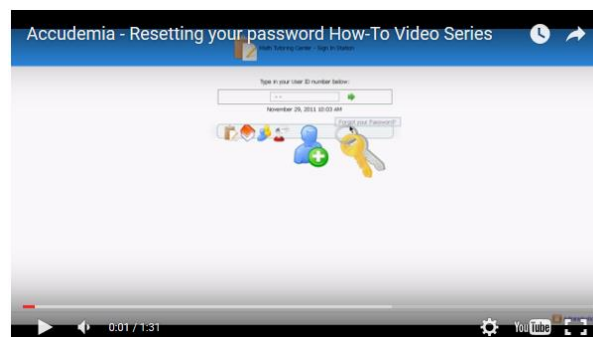 Accudemia - Resetting your password How-To Video Series
Math Tutoring Center - Sign In Station
Type in your User ID number below:
- -
November 29, 2011 10:03 AM
Forgot your Password?
0:01 / 1:31
YouTube